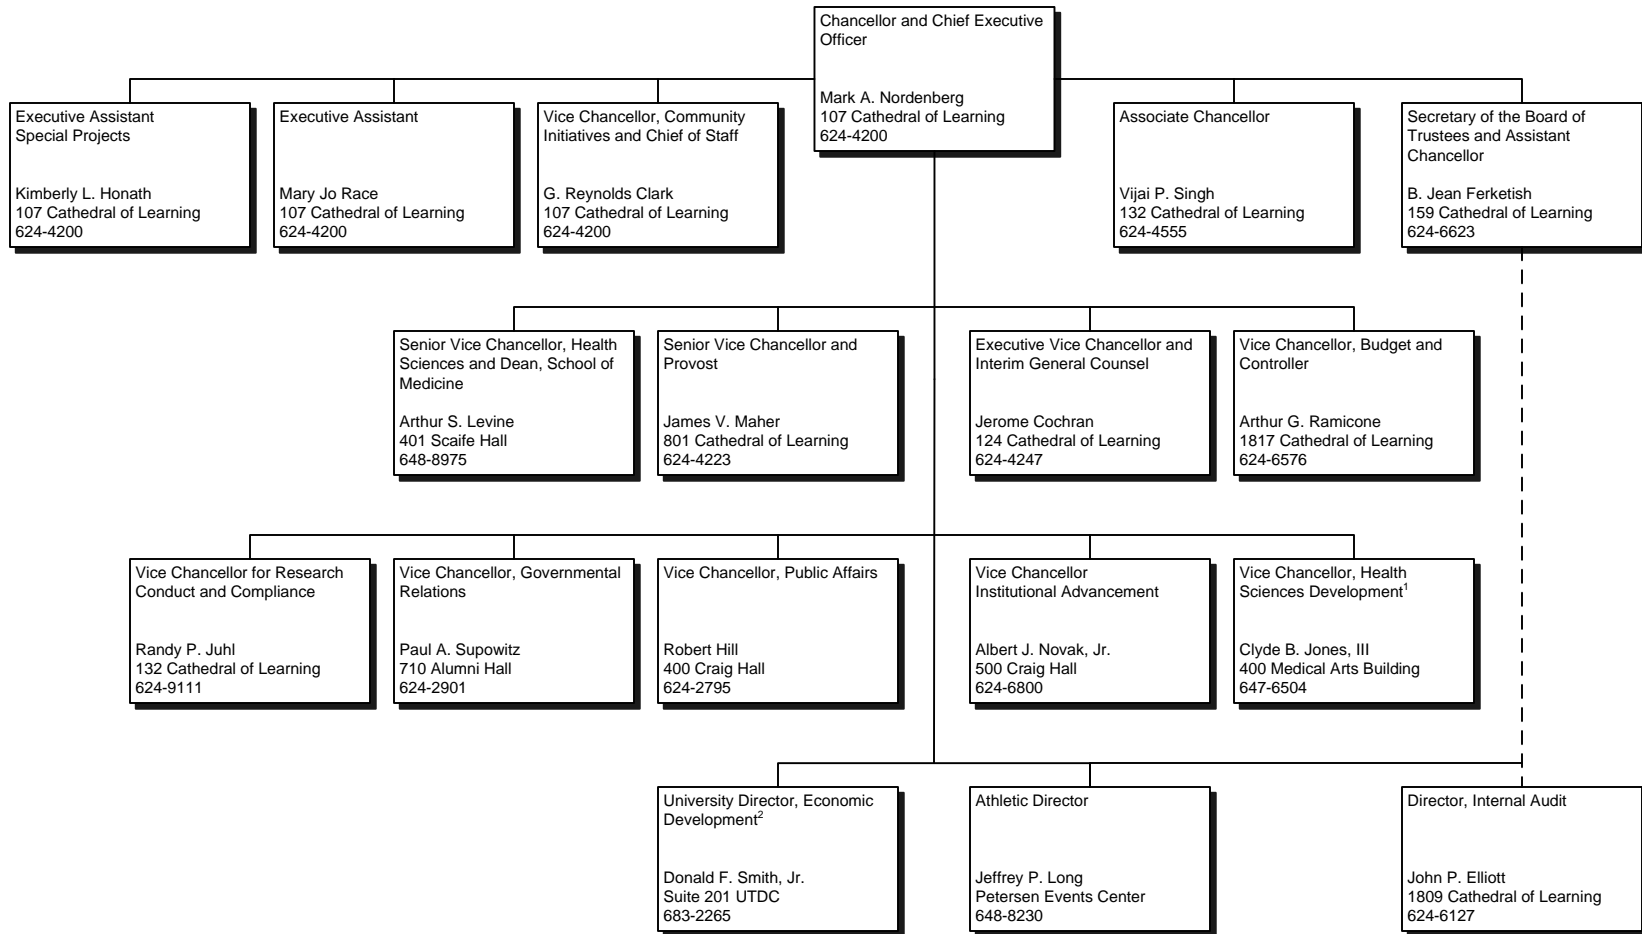 Chancellor and Chief Executive
Officer
Mark A. Nordenberg
107 Cathedral of Learning
624-4200
Executive Assistant
Special Projects
Kimberly L. Honath
107 Cathedral of Learning
624-4200
Executive Assistant
Mary Jo Race
107 Cathedral of Learning
624-4200
Vice Chancellor, Community
Initiatives and Chief of Staff
G. Reynolds Clark
107 Cathedral of Learning
624-4200
Associate Chancellor
Vijai P. Singh
132 Cathedral of Learning
624-4555
Secretary of the Board of
Trustees and Assistant
Chancellor
B. Jean Ferketish
159 Cathedral of Learning
624-6623
Senior Vice Chancellor, Health
Sciences and Dean, School of
Medicine
Arthur S. Levine
401 Scaife Hall
648-8975
Senior Vice Chancellor and
Provost
James V. Maher
801 Cathedral of Learning
624-4223
Executive Vice Chancellor and
Interim General Counsel
Jerome Cochran
124 Cathedral of Learning
624-4247
Vice Chancellor, Budget and
Controller
Arthur G. Ramicone
1817 Cathedral of Learning
624-6576
Vice Chancellor for Research
Conduct and Compliance
Randy P. Juhl
132 Cathedral of Learning
624-9111
Vice Chancellor, Governmental
Relations
Paul A. Supowitz
710 Alumni Hall
624-2901
Vice Chancellor, Public Affairs
Robert Hill
400 Craig Hall
624-2795
Vice Chancellor
Institutional Advancement
Albert J. Novak, Jr.
500 Craig Hall
624-6800
Vice Chancellor, Health
Sciences Development¹
Clyde B. Jones, III
400 Medical Arts Building
647-6504
University Director, Economic
Development²
Donald F. Smith, Jr.
Suite 201 UTDC
683-2265
Athletic Director
Jeffrey P. Long
Petersen Events Center
648-8230
Director, Internal Audit
John P. Elliott
1809 Cathedral of Learning
624-6127